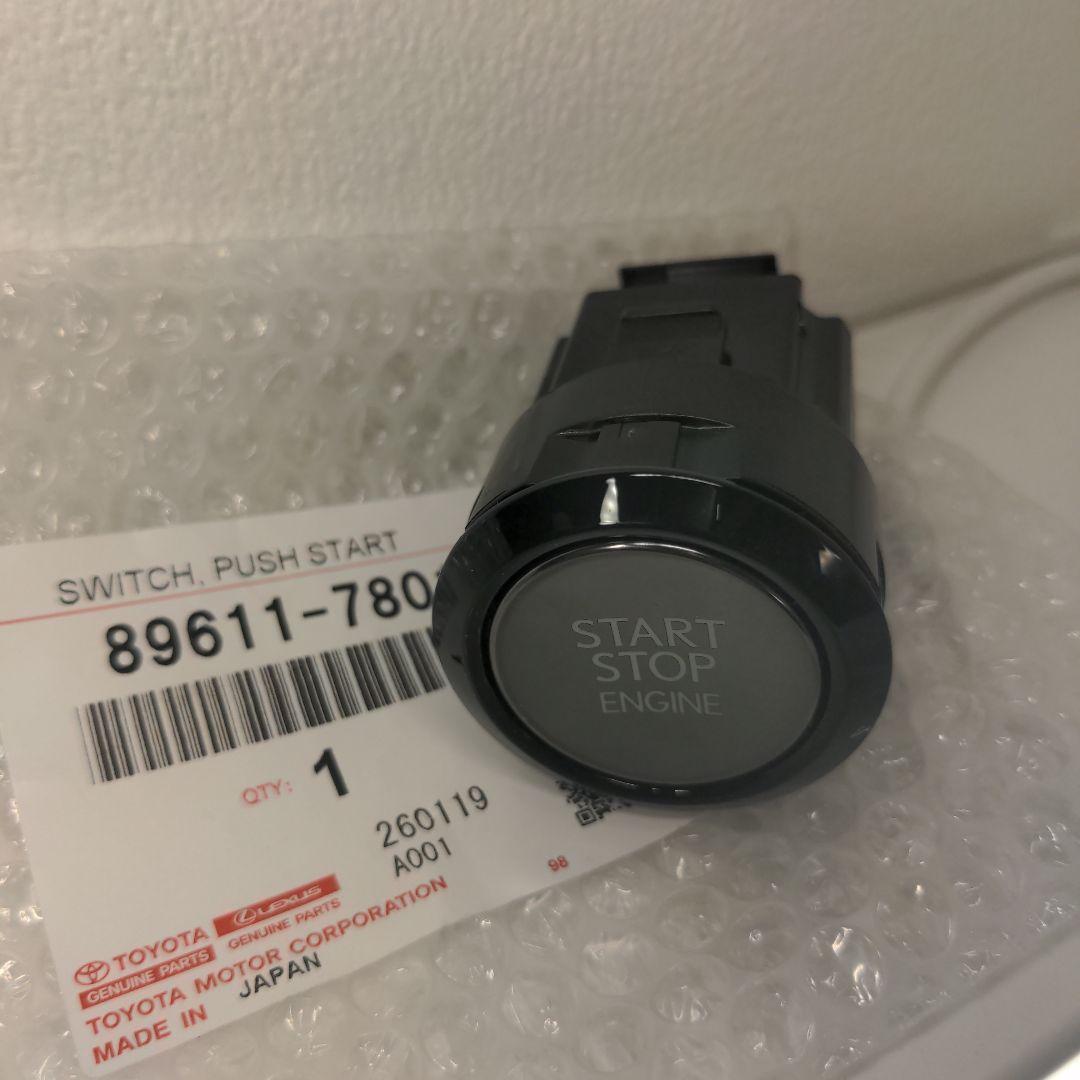 SWITCH, PUSH START
89611-780
QTY: 1
260119
A001
98
TOYOTA
GENUINE PARTS
LEXUS
GENUINE PARTS
TOYOTA MOTOR CORPORATION
MADE IN JAPAN
START
STOP
ENGINE